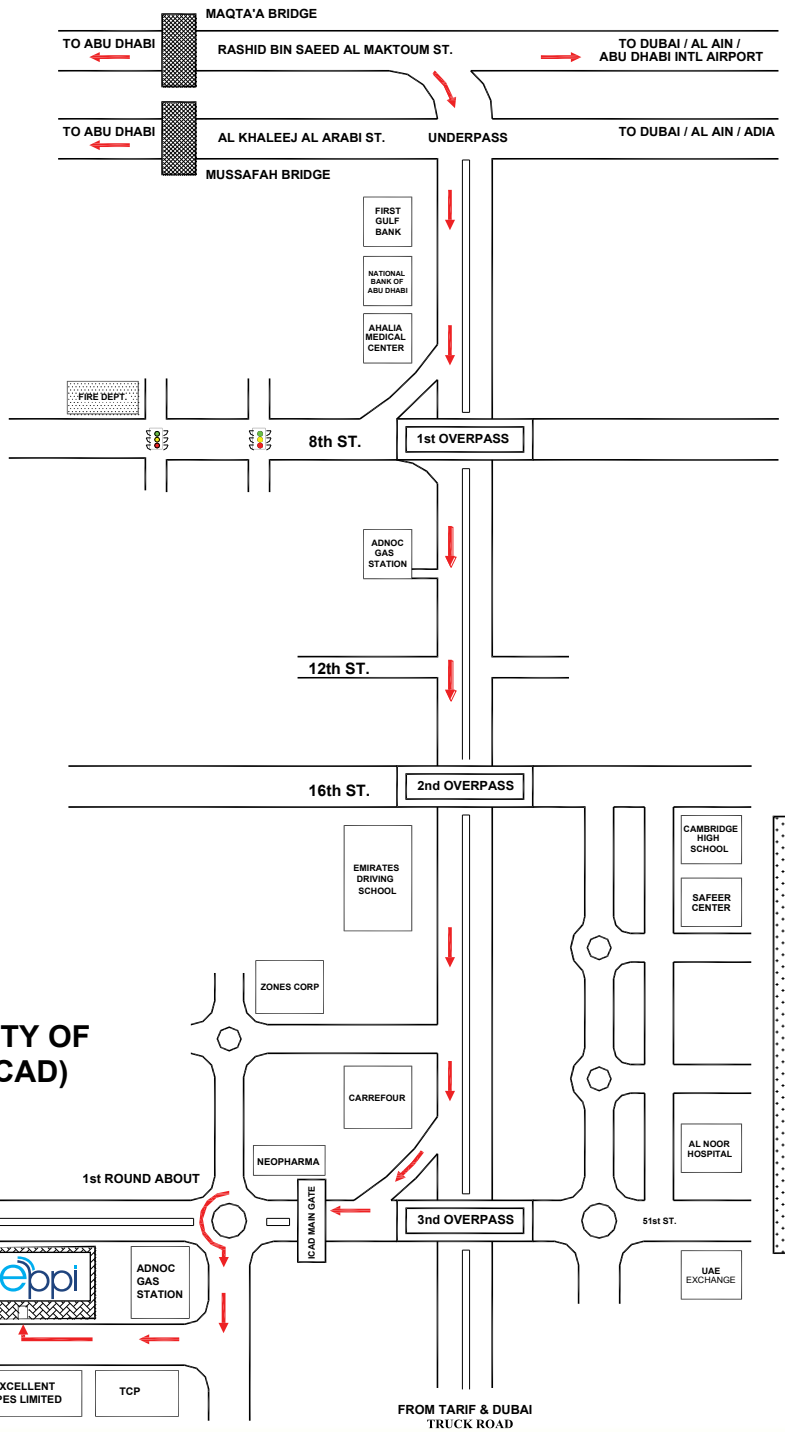 MAQTA'A BRIDGE
TO ABU DHABI
RASHID BIN SAEED AL MAKTOUM ST.
TO DUBAI / AL AIN /
ABU DHABI INTL AIRPORT
TO ABU DHABI
AL KHALEEJ AL ARABI ST.
UNDERPASS
TO DUBAI / AL AIN / ADIA
MUSSAFAH BRIDGE
FIRST
GULF
BANK
NATIONAL
BANK OF
ABU DHABI
AHALIA
MEDICAL
CENTER
FIRE DEPT.
8th ST.
1st OVERPASS
ADNOC
GAS
STATION
12th ST.
16th ST.
2nd OVERPASS
CAMBRIDGE
HIGH
SCHOOL
EMIRATES
DRIVING
SCHOOL
SAFEER
CENTER
ZONES CORP
TY OF
CAD)
CARREFOUR
AL NOOR
HOSPITAL
NEOPHARMA
1st ROUND ABOUT
ICAD MAIN GATE
3nd OVERPASS
51st ST.
eppi
ADNOC
GAS
STATION
UAE
EXCHANGE
XCELLENT
PES LIMITED
TCP
FROM TARIF & DUBAI
TRUCK ROAD